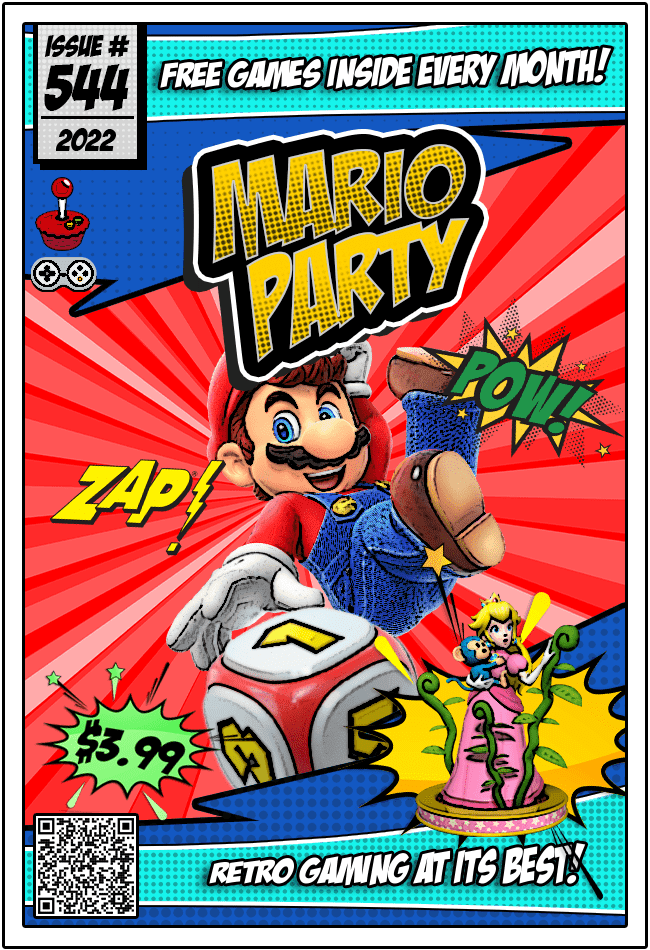 ISSUE #
544
2022
FREE GAMES INSIDE EVERY MONTH!
MARIO
PARTY
POW!
ZAP!
$3.99
RETRO GAMING AT ITS BEST!